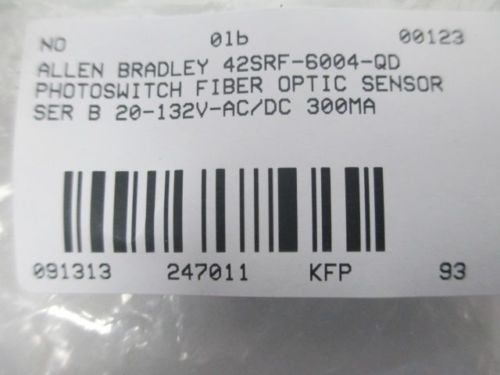 NO 01b 00123
ALLEN BRADLEY 42SRF-6004-QD
PHOTOSWITCH FIBER OPTIC SENSOR
SER B 20-132V-AC/DC 300MA
091313 247011 KFP 93